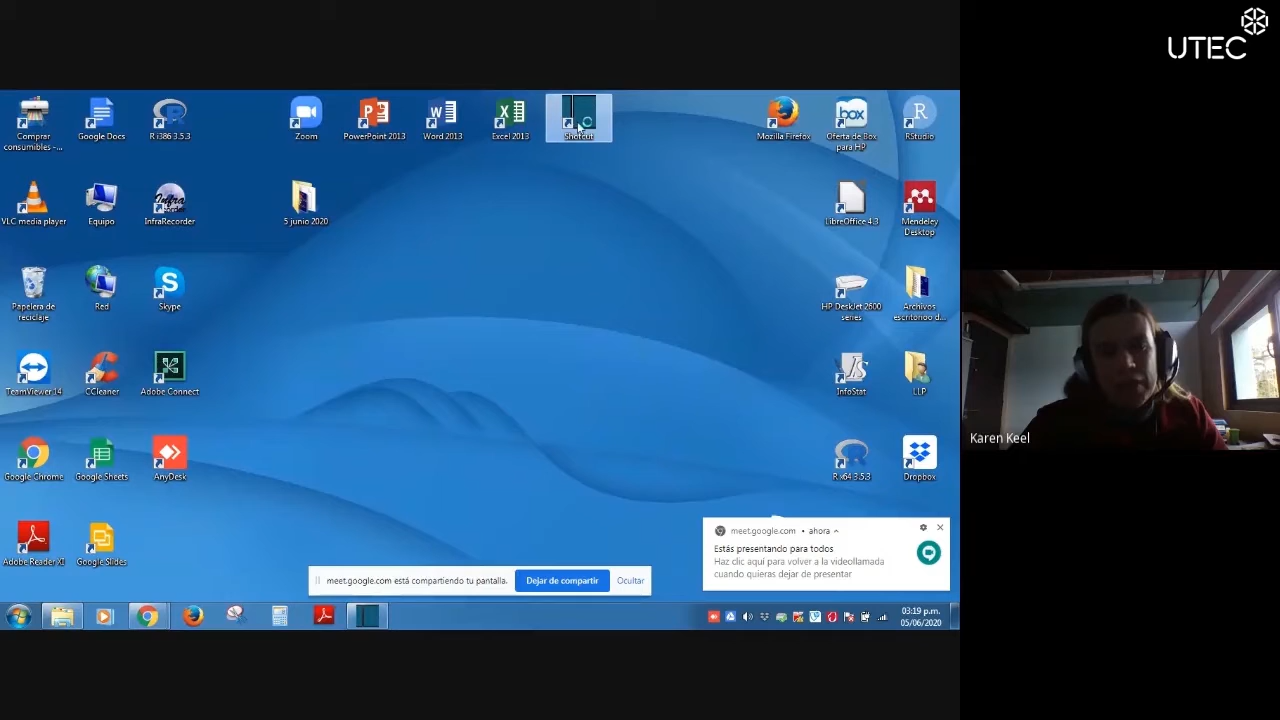 UTEC
Comprar
consumibles -...
Google Docs
R i386 3.5.3
Zoom
PowerPoint 2013
Word 2013
Excel 2013
Shotcut
Mozilla Firefox
Oferta de Box
para HP
RStudio
VLC media player
Equipo
InfraRecorder
5 junio 2020
LibreOffice 4.3
Mendeley
Desktop
Papelera de
reciclaje
Red
Skype
HP DeskJet 2600
series
Archivos
escritorio d...
TeamViewer 14
CCleaner
Adobe Connect
InfoStat
LLP
Karen Keel
Google Chrome
Google Sheets
AnyDesk
R x64 3.5.3
Dropbox
Adobe Reader XI
Google Slides
meet.google.com • ahora
Estás presentando para todos
Haz clic aquí para volver a la videollamada
cuando quieras dejar de presentar
meet.google.com está compartiendo tu pantalla.
Dejar de compartir
Ocultar
03:19 p.m.
05/06/2020